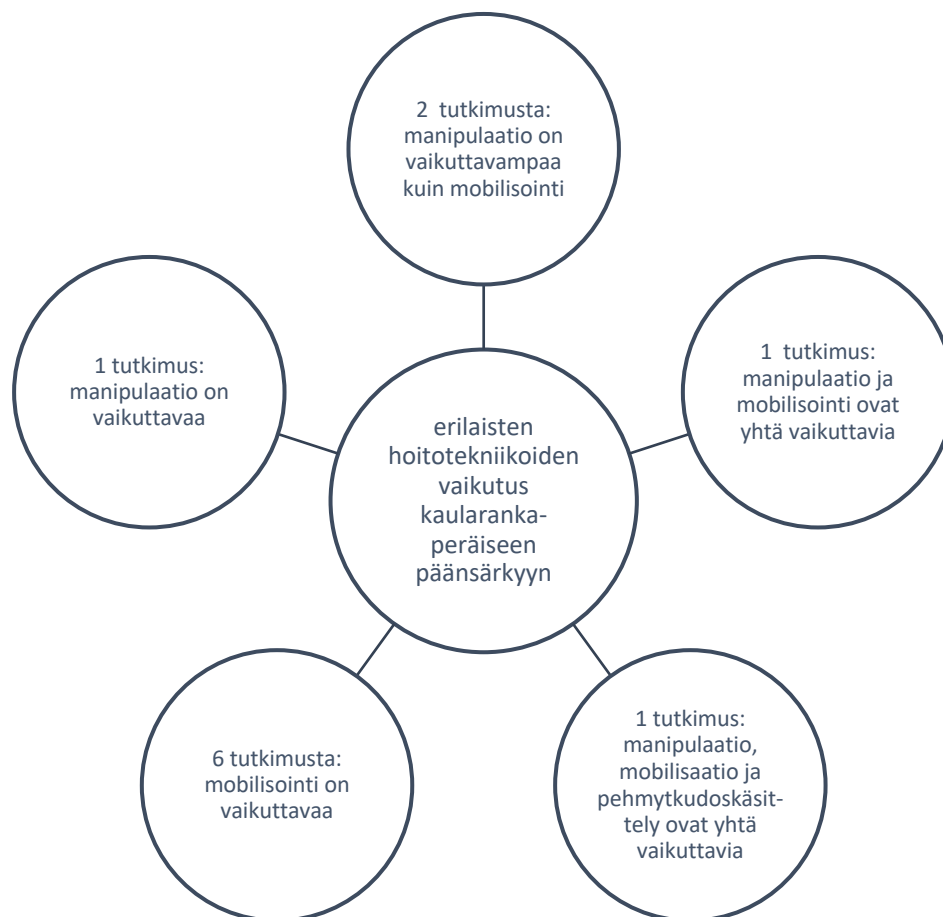 2 tutkimusta:
manipulaatio on
vaikuttavampaa
kuin mobilisointi
1 tutkimus:
manipulaatio on
vaikuttavaa
1 tutkimus:
manipulaatio ja
mobilisointi ovat
yhtä vaikuttavia
erilaisten
hoitotekniikoiden
vaikutus
kaularanka-
peräiseen
päänsärkyyn
6 tutkimusta:
mobilisointi on
vaikuttavaa
1 tutkimus:
manipulaatio,
mobilisaatio ja
pehmytkudoskäsit-
tely ovat yhtä
vaikuttavia